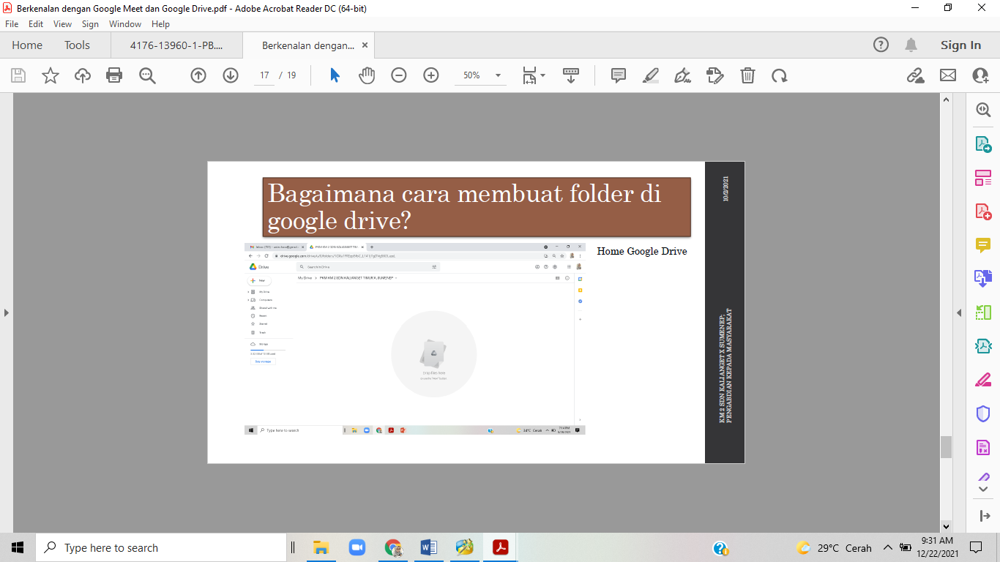 Berkenalan dengan Google Meet dan Google Drive.pdf - Adobe Acrobat Reader DC (64-bit)
File Edit View Sign Window Help
Home Tools 4176-13960-1-PB.... Berkenalan dengan... ×
Sign In
17 / 19 50%
Bagaimana cara membuat folder di
google drive?
10/2/2021
Home Google Drive
Drive
Search in Drive
New
My Drive > PKM KM 2 SDN KALIANGET TIMUR X, SUMENEP
My Drive
Computers
Shared with me
Recent
Starred
Trash
Storage
Buy storage
Drop files here
Type here to search
34°C Cerah
7:14 PM
KM 2 SDN KALIANGET X SUMENEP;
PENGABDIAN KEPADA MASYARAKAT
Type here to search
29°C Cerah
9:31 AM
12/22/2021